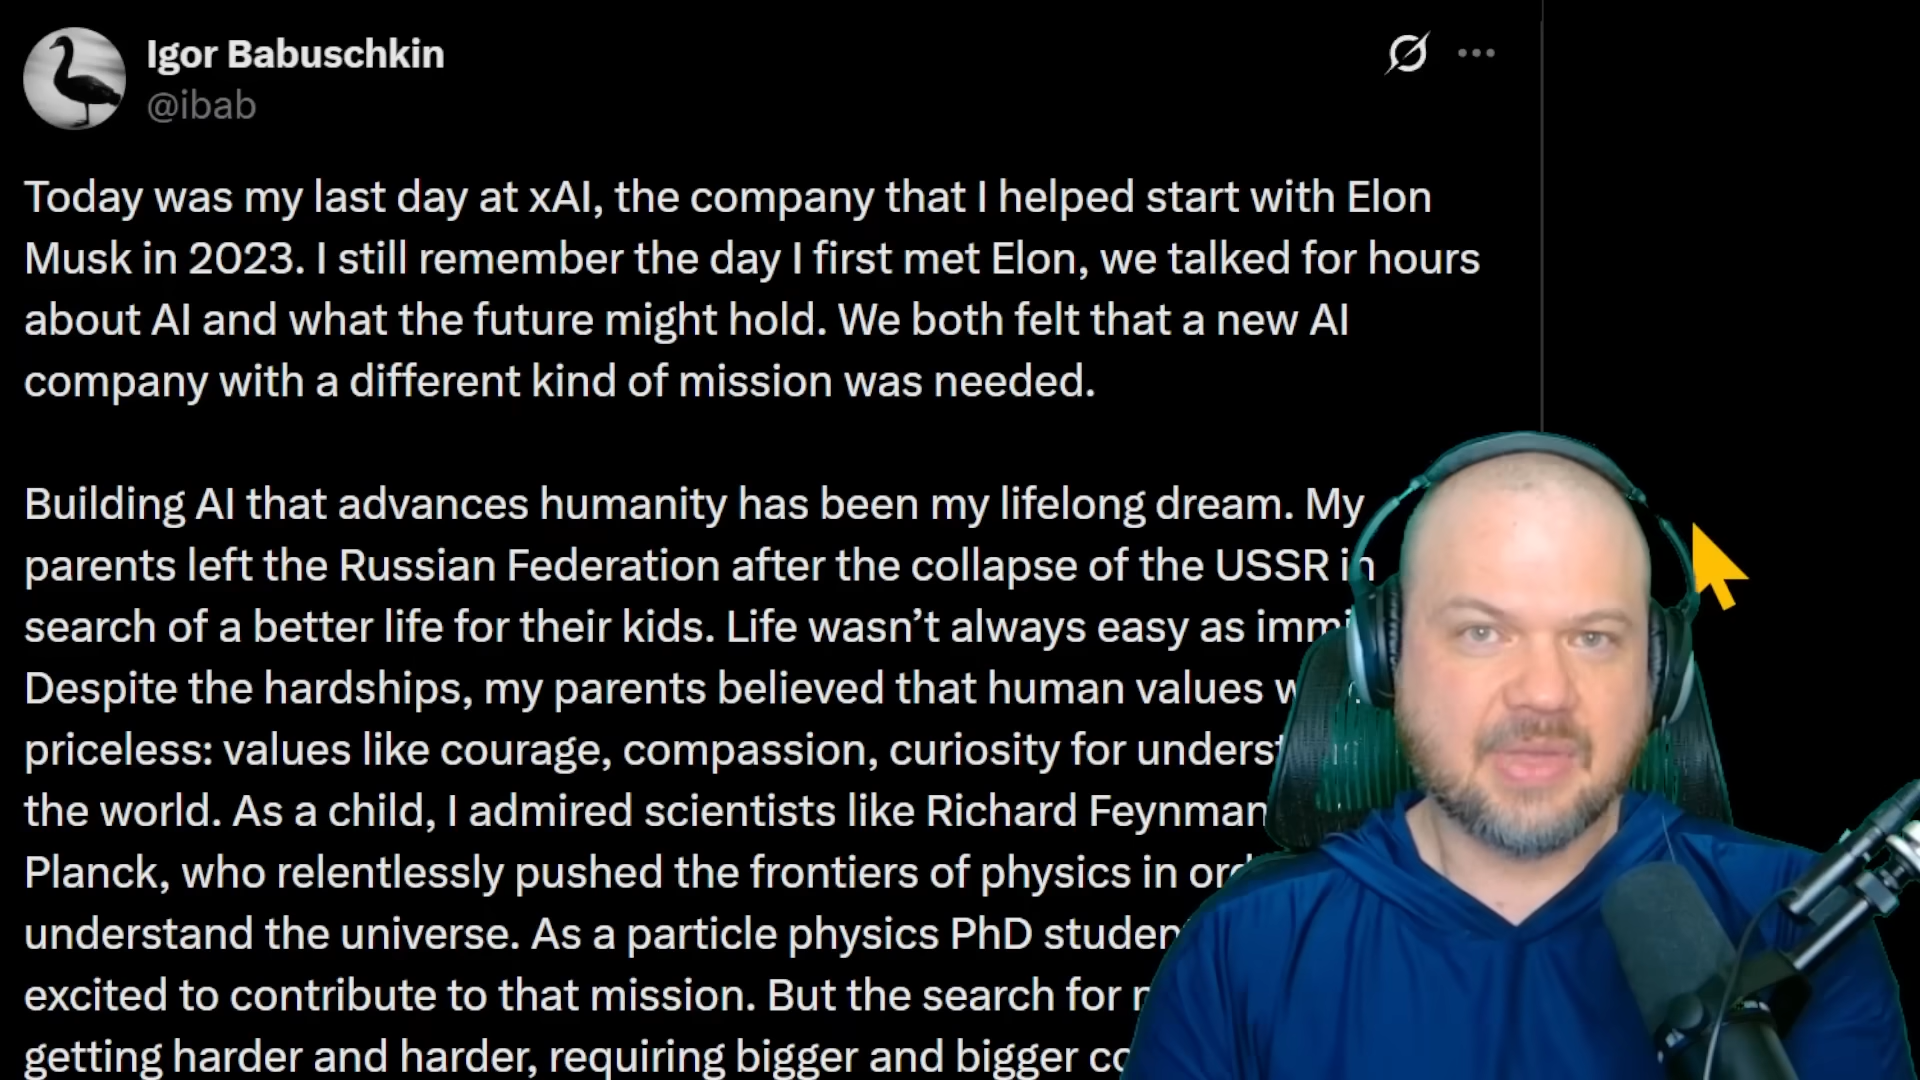 Igor Babuschkin
@ibab
Today was my last day at xAI, the company that I helped start with Elon
Musk in 2023. I still remember the day I first met Elon, we talked for hours
about AI and what the future might hold. We both felt that a new AI
company with a different kind of mission was needed.
Building AI that advances humanity has been my lifelong dream. My
parents left the Russian Federation after the collapse of the USSR in
search of a better life for their kids. Life wasn’t always easy as
Despite the hardships, my parents believed that human values
priceless: values like courage, compassion, curiosity for
the world. As a child, I admired scientists like Richard Feynman
Planck, who relentlessly pushed the frontiers of physics in
understand the universe. As a particle physics PhD
excited to contribute to that mission. But the search for
getting harder and harder, requiring bigger and bigger